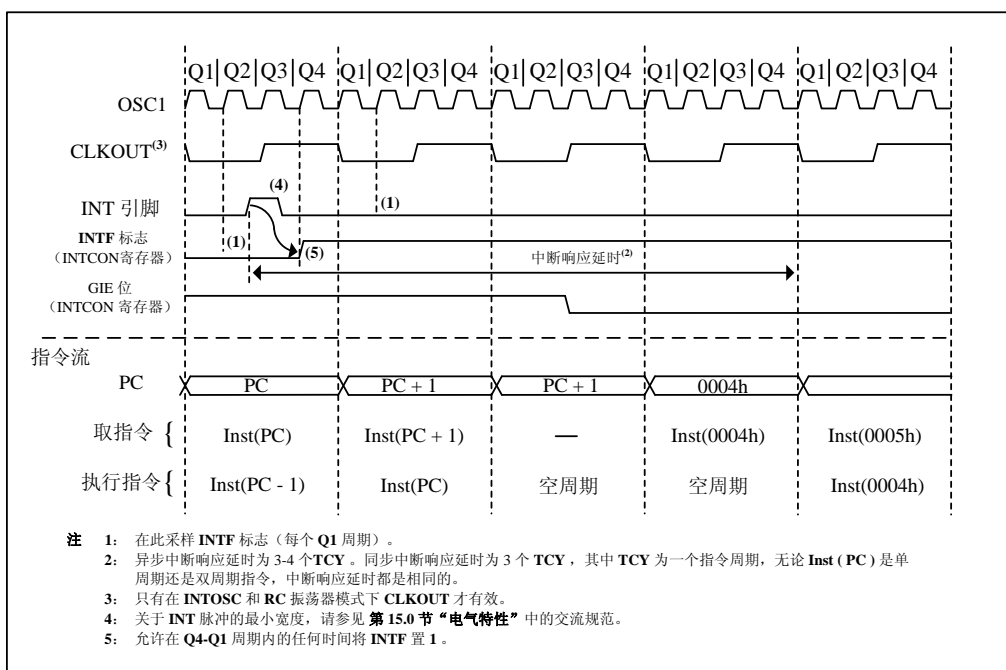 Q1|Q2|Q3|Q4 Q1|Q2|Q3|Q4 Q1|Q2|Q3|Q4 Q1|Q2|Q3|Q4 Q1|Q2|Q3|Q4
OSC1
CLKOUT(3)
(4)
INT 引脚
(1)
INTF 标志
(INTCON寄存器)
(1)
(5)
中断响应延时(2)
GIE 位
(INTCON 寄存器)
指令流
PC
PC
PC + 1
PC + 1
0004h
取指令 {
Inst(PC)
Inst(PC + 1)
—
Inst(0004h)
Inst(0005h)
执行指令 {
Inst(PC - 1)
Inst(PC)
空周期
空周期
Inst(0004h)
注 1: 在此采样 INTF 标志（每个 Q1 周期）。
2: 异步中断响应延时为 3-4 个TCY 。同步中断响应延时为 3 个 TCY ，其中 TCY 为一个指令周期，无论 Inst ( PC ) 是单
周期还是双周期指令，中断响应延时都是相同的。
3: 只有在 INTOSC 和 RC 振荡器模式下 CLKOUT 才有效。
4: 关于 INT 脉冲的最小宽度，请参见 第 15.0 节“电气特性”中的交流规范。
5: 允许在 Q4-Q1 周期内的任何时间将 INTF 置 1 。